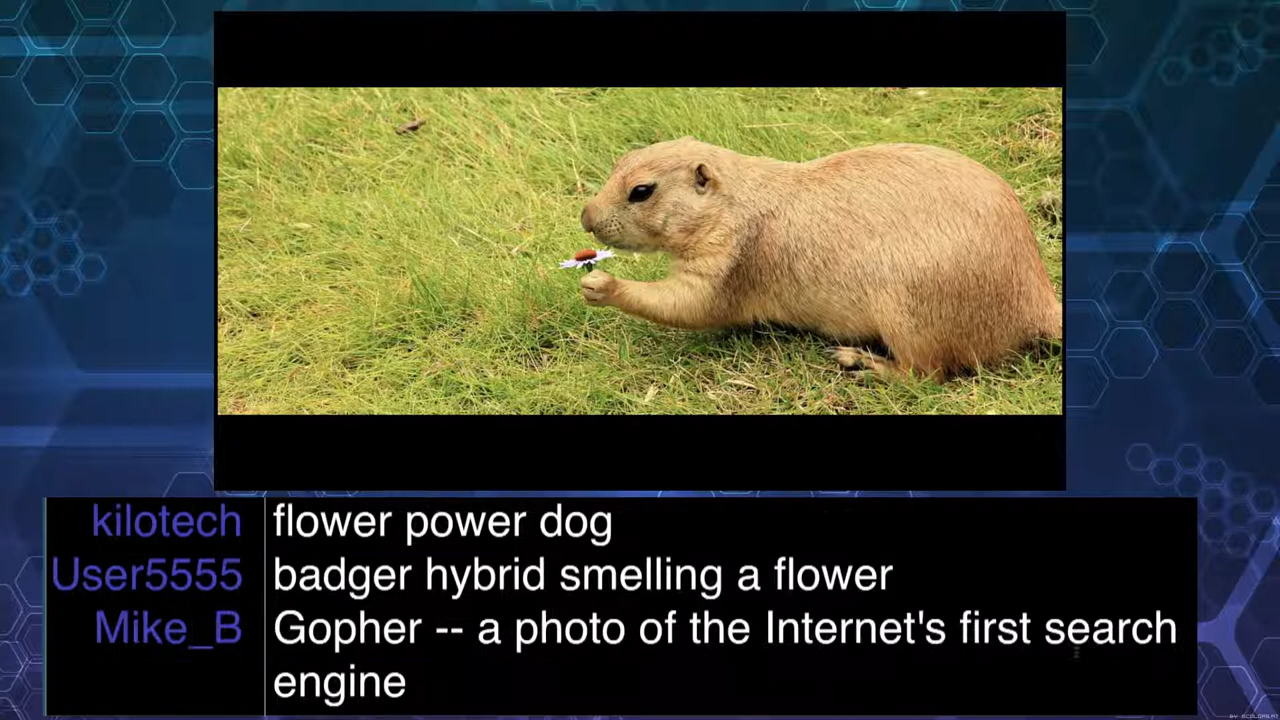 kilotech flower power dog
User5555 badger hybrid smelling a flower
Mike_B Gopher -- a photo of the Internet's first search
engine